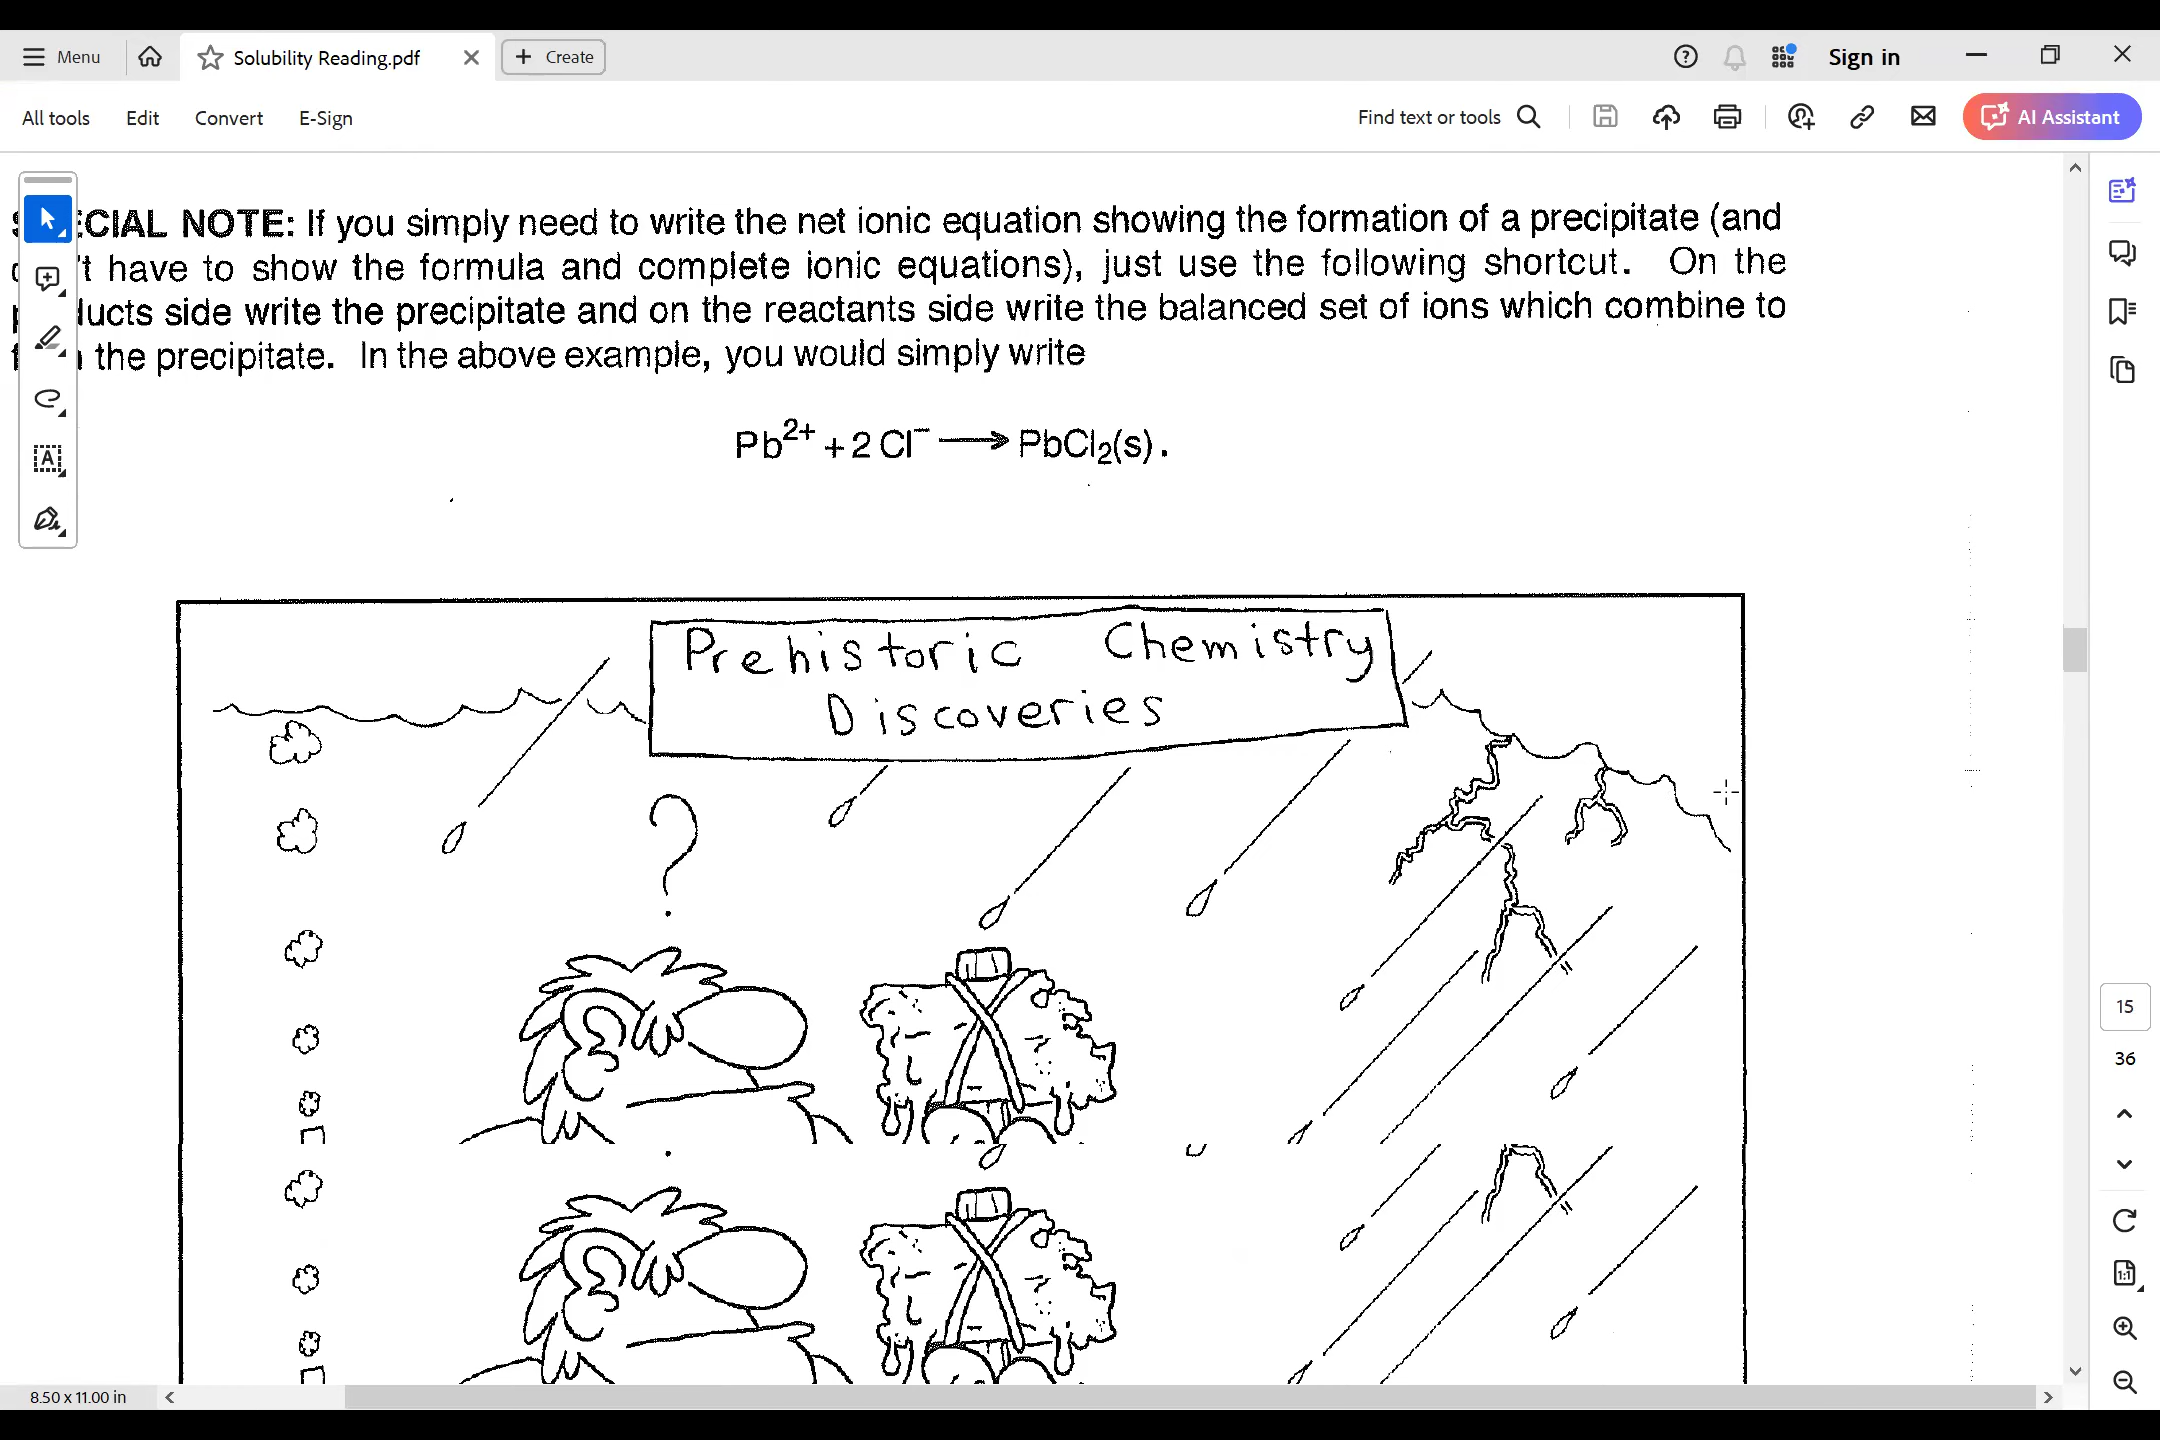 Menu
Solubility Reading.pdf
Create
Sign in
All tools
Edit
Convert
E-Sign
Find text or tools
AI Assistant
CIAL NOTE: If you simply need to write the net ionic equation showing the formation of a precipitate (and
't have to show the formula and complete ionic equations), just use the following shortcut. On the
ducts side write the precipitate and on the reactants side write the balanced set of ions which combine to
the precipitate. In the above example, you would simply write
Pb²⁺ + 2 Cl⁻ ⟶ PbCl₂(s).
Prehistoric Chemistry
Discoveries
?
15
36
8.50 x 11.00 in